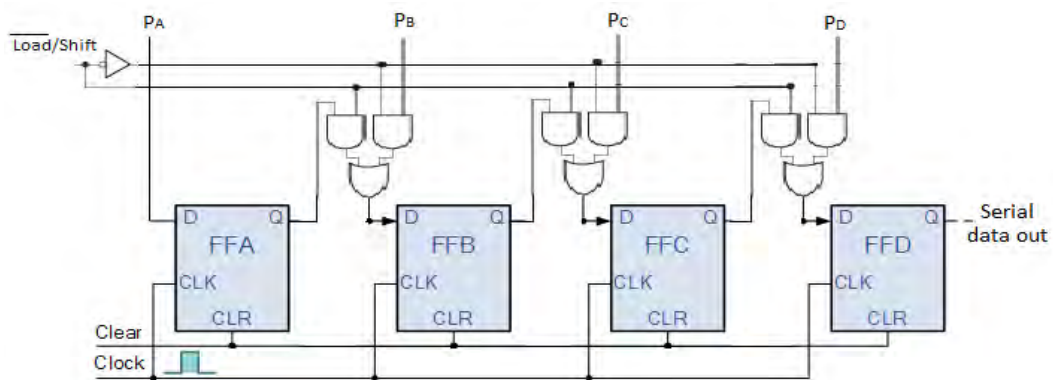 PA PB PC PD
Load/Shift
D Q D Q D Q D Q
Serial
data out
FFA FFB FFC FFD
CLK CLK CLK CLK
CLR CLR CLR CLR
Clear
Clock